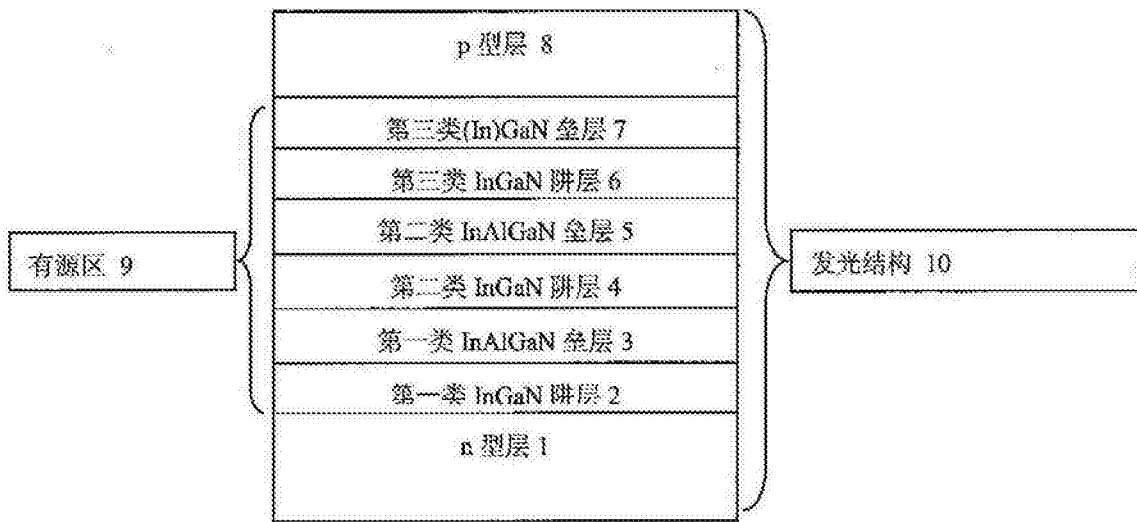 p 型层 8
第三类(In)GaN 垒层 7
第三类 InGaN 阱层 6
第二类 InAlGaN 垒层 5
有源区 9
发光结构 10
第二类 InGaN 阱层 4
第一类 InAlGaN 垒层 3
第一类 InGaN 阱层 2
n 型层 1